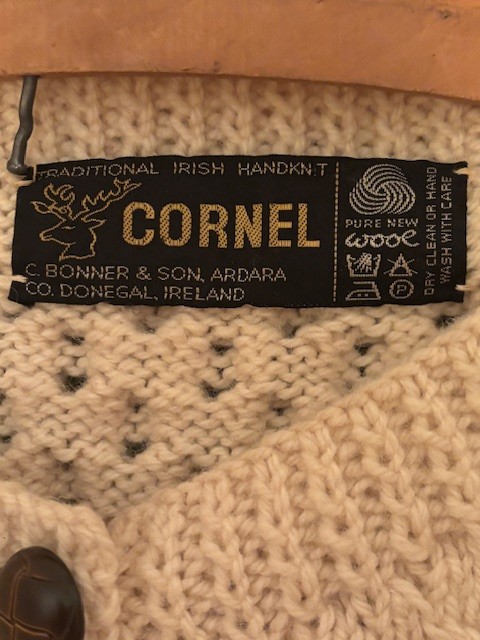 TRADITIONAL IRISH HANDKNIT
CORNEL
C. BONNER & SON, ARDARA
CO. DONEGAL, IRELAND
PURE NEW
wool
P
DRY CLEAN OR HAND
WASH WITH CARE